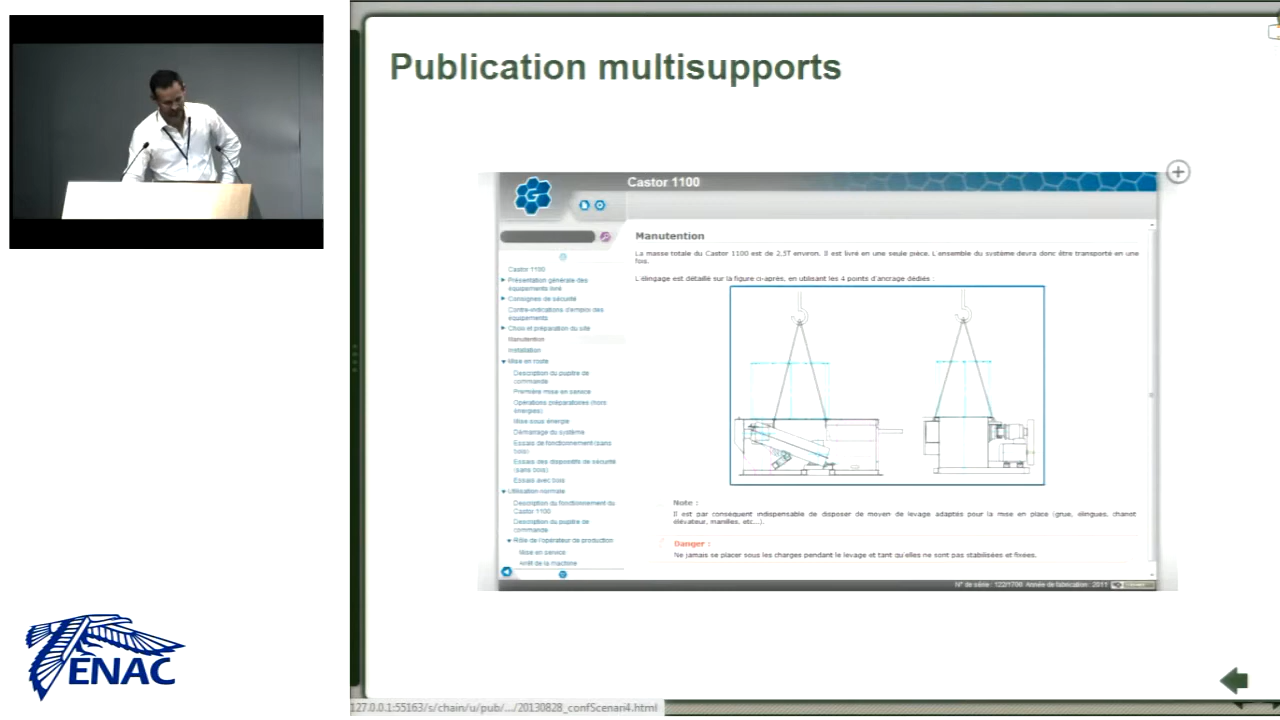 Publication multisupports
Castor 1100
Manutention
La masse totale du Castor 1100 est de 2,3T environ. Il est livré en une seule pièce. L'ensemble du système devra donc être transporté en une
fois.
L'élingage est détaillé sur la figure ci-après, en utilisant les 4 points d'ancrage dédiés :
Castor 1100
Présentation générale des
équipements livré
Consignes de sécurité
Contre-indications d'emploi des
équipements
Choix et préparation du site
Manutention
Installation
Mise en route
Description du pupitre de
commande
Première mise en service
Opérations préparatoires (hors
énergies)
Mise sous énergie
Démarrage du système
Essais de fonctionnement (sans
bois)
Essais des dispositifs de sécurité
(sans bois)
Essais avec bois
Utilisation normale
Description du fonctionnement du
Castor 1100
Description du pupitre de
commande
Rôle de l'opérateur de production
Mise en service
Arrêt de la machine
Note :
Il est par conséquent indispensable de disposer de moyen de levage adaptés pour la mise en place (grue, élingues, chariot
élévateur, manilles, etc...).
Danger :
Ne jamais se placer sous les charges pendant le levage et tant qu'elles ne sont pas stabilisées et fixées.
N° de série : 122/1700 Année de fabrication : 2011
ENAC
127.0.0.1:55163/s/chain/u/pub/.../20130828_confScenari4.html